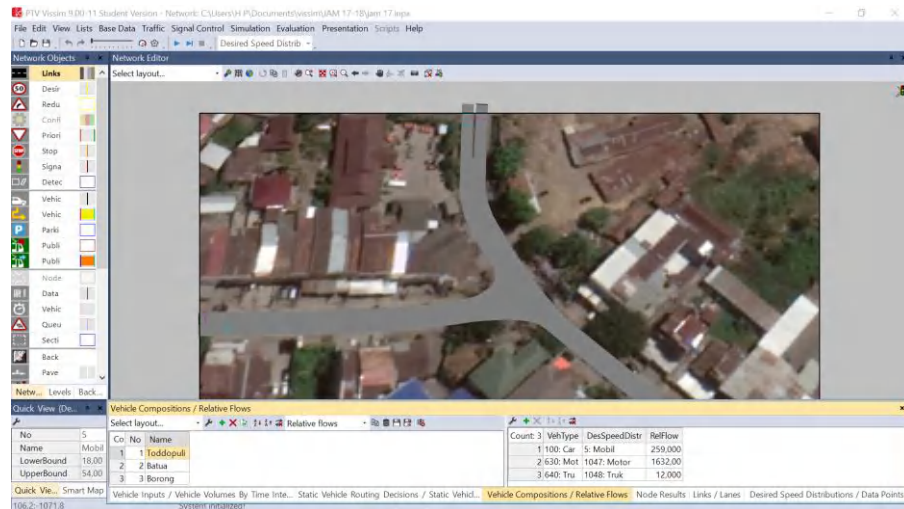 PTV Vissim 9.00-11 Student Version - Network: C:\Users\H-P\Documents\vissim\JAM 17-18\jam 17.inpx
File Edit View Lists Base Data Traffic Signal Control Simulation Evaluation Presentation Scripts Help
Desired Speed Distrib
Network Objects
Network Editor
Links
Select layout...
Desir
Redu
Confl
Priori
Stop
Signa
Detec
Vehic
Vehic
Parki
Publi
Publi
Node
Data
Vehic
Queu
Secti
Back
Pave
Netw... Levels Back...
Quick View (De...
Vehicle Compositions / Relative Flows
Select layout... Relative flows
No 5
Name Mobil
LowerBound 18.00
UpperBound 54.00
Co No Name
1 1 Toddopuli
2 2 Batua
3 3 Borong
Count: 3 VehType DesSpeedDistr RelFlow
1 100: Car 5: Mobil 259,000
2 630: Mot 1047: Motor 1632,00
3 640: Tru 1048: Truk 12,000
Quick Vie... Smart Map
Vehicle Inputs / Vehicle Volumes By Time Inte... Static Vehicle Routing Decisions / Static Vehicl... Vehicle Compositions / Relative Flows Node Results Links / Lanes Desired Speed Distributions / Data Points
106.2:-1071.8 System initialized!